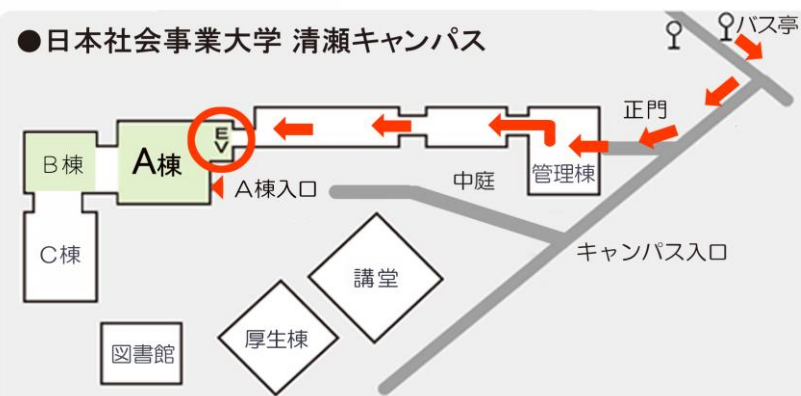 ●日本社会事業大学 清瀬キャンパス
バス亭
正門
EV
B棟
A棟
A棟入口
中庭
管理棟
C棟
講堂
キャンパス入口
厚生棟
図書館